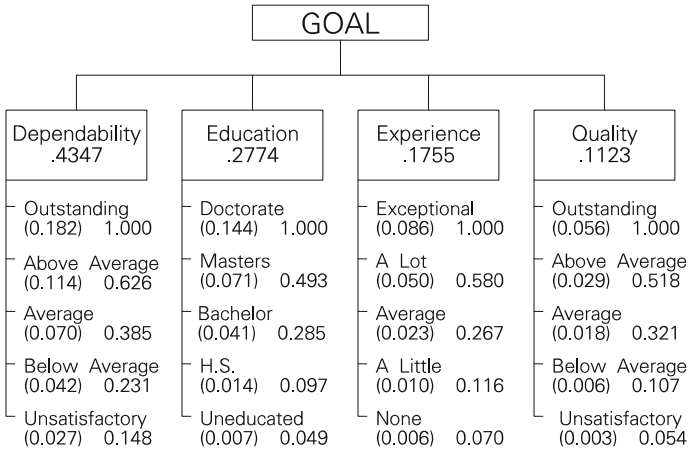 GOAL
Dependability
.4347
Outstanding
(0.182) 1.000
Above Average
(0.114) 0.626
Average
(0.070) 0.385
Below Average
(0.042) 0.231
Unsatisfactory
(0.027) 0.148
Education
.2774
Doctorate
(0.144) 1.000
Masters
(0.071) 0.493
Bachelor
(0.041) 0.285
H.S.
(0.014) 0.097
Uneducated
(0.007) 0.049
Experience
.1755
Exceptional
(0.086) 1.000
A Lot
(0.050) 0.580
Average
(0.023) 0.267
A Little
(0.010) 0.116
None
(0.006) 0.070
Quality
.1123
Outstanding
(0.056) 1.000
Above Average
(0.029) 0.518
Average
(0.018) 0.321
Below Average
(0.006) 0.107
Unsatisfactory
(0.003) 0.054